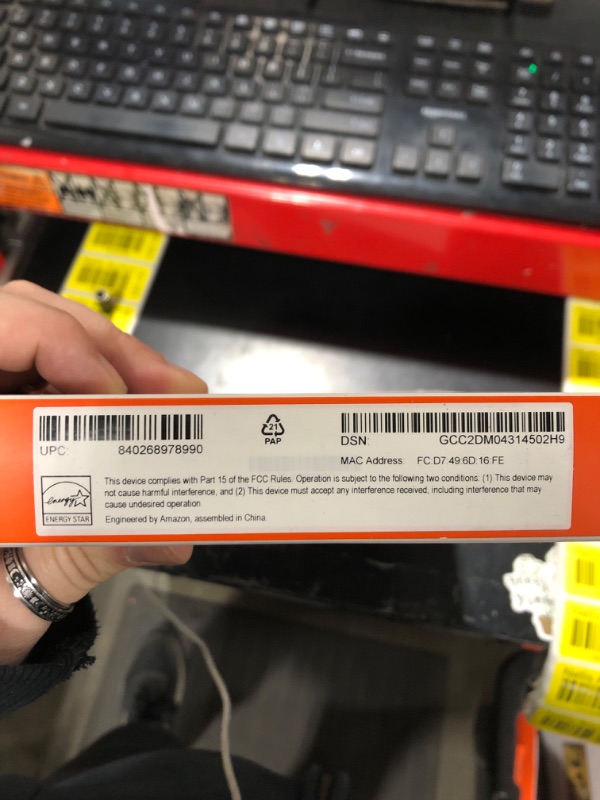 UPC:
840268978990
21
PAP
DSN:
GCC2DM04314502H9
MAC Address: FC:D7:49:6D:16:FE
energy
ENERGY STAR
This device complies with Part 15 of the FCC Rules. Operation is subject to the following two conditions: (1) This device may
not cause harmful interference, and (2) This device must accept any interference received, including interference that may
cause undesired operation.
Engineered by Amazon, assembled in China.